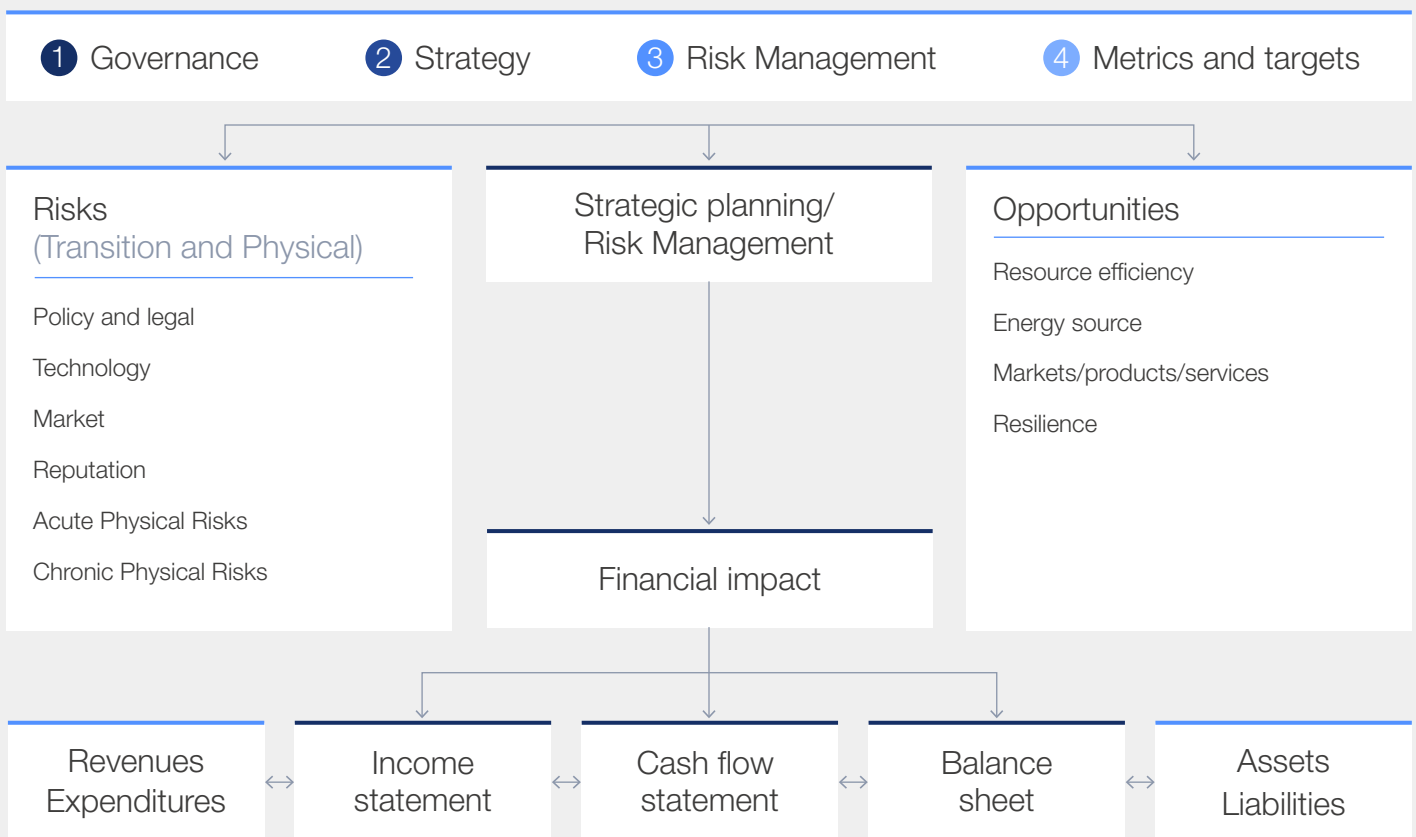 1 Governance
2 Strategy
3 Risk Management
4 Metrics and targets
Risks
(Transition and Physical)
Policy and legal
Technology
Market
Reputation
Acute Physical Risks
Chronic Physical Risks
Strategic planning/
Risk Management
Opportunities
Resource efficiency
Energy source
Markets/products/services
Resilience
Financial impact
Revenues
Expenditures
Income
statement
Cash flow
statement
Balance
sheet
Assets
Liabilities